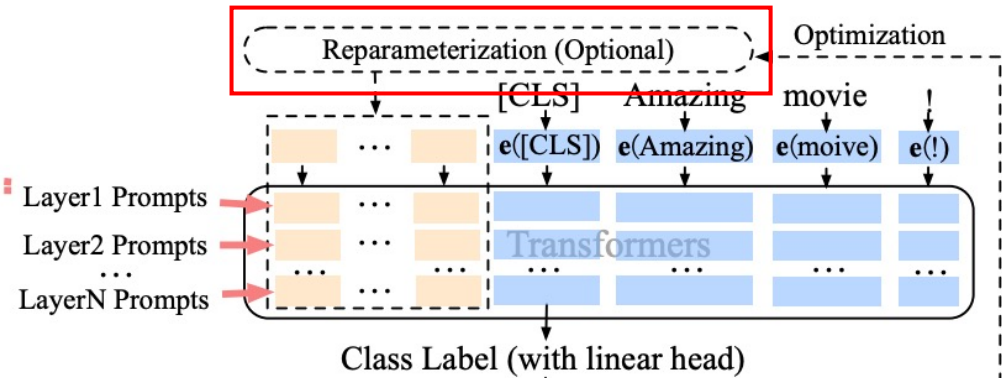 Reparameterization (Optional)
Optimization
[CLS] Amazing movie !
... e([CLS]) e(Amazing) e(moive) e(!)
Layer1 Prompts ...
Layer2 Prompts ... Transformers
... ... ... ... ... ... ...
LayerN Prompts ...
Class Label (with linear head)